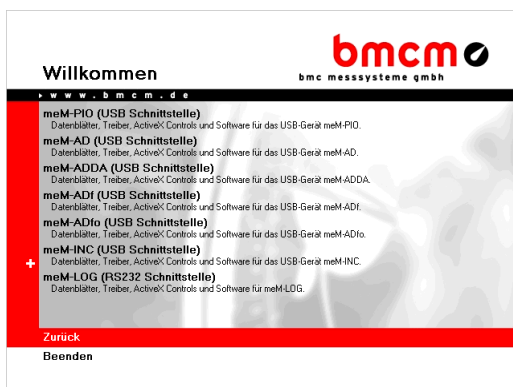 bmcm
Willkommen
bmc messsysteme gmbh
www.bmcm.de
meM-PIO (USB Schnittstelle)
Datenblätter, Treiber, ActiveX Controls und Software für das USB-Gerät meM-PIO.
meM-AD (USB Schnittstelle)
Datenblätter, Treiber, ActiveX Controls und Software für das USB-Gerät meM-AD.
meM-ADDA (USB Schnittstelle)
Datenblätter, Treiber, ActiveX Controls und Software für das USB-Gerät meM-ADDA.
meM-ADf (USB Schnittstelle)
Datenblätter, Treiber, ActiveX Controls und Software für das USB-Gerät meM-ADf.
meM-ADfo (USB Schnittstelle)
Datenblätter, Treiber, ActiveX Controls und Software für das USB-Gerät meM-ADfo.
meM-INC (USB Schnittstelle)
Datenblätter, Treiber, ActiveX Controls und Software für das USB-Gerät meM-INC.
meM-LOG (RS232 Schnittstelle)
Datenblätter, Treiber, ActiveX Controls und Software für meM-LOG.
Zurück
Beenden